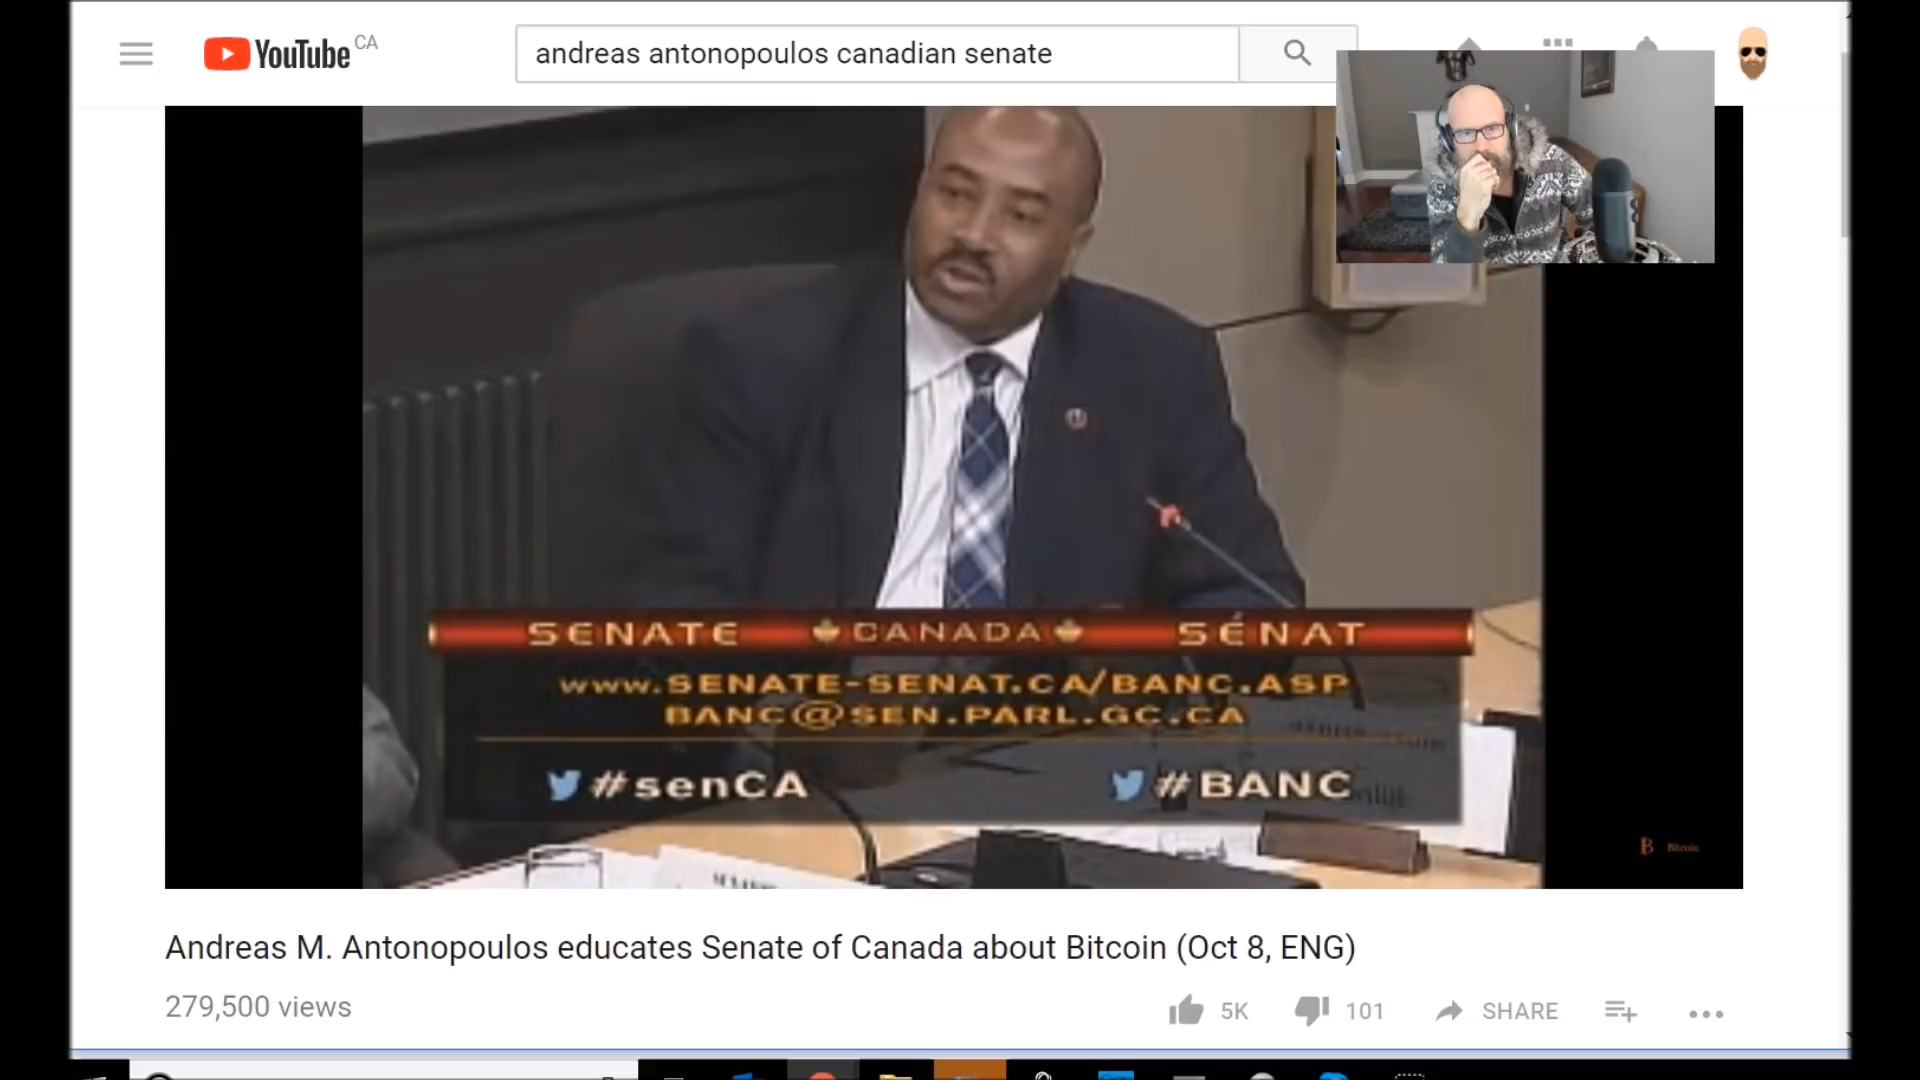 YouTube CA
andreas antonopoulos canadian senate
SENATE CANADA SÉNAT
www.SENATE-SENAT.CA/BANC.ASP
BANC@SEN.PARL.GC.CA
#senCA #BANC
Bitcoin
Andreas M. Antonopoulos educates Senate of Canada about Bitcoin (Oct 8, ENG)
279,500 views
5K 101 SHARE